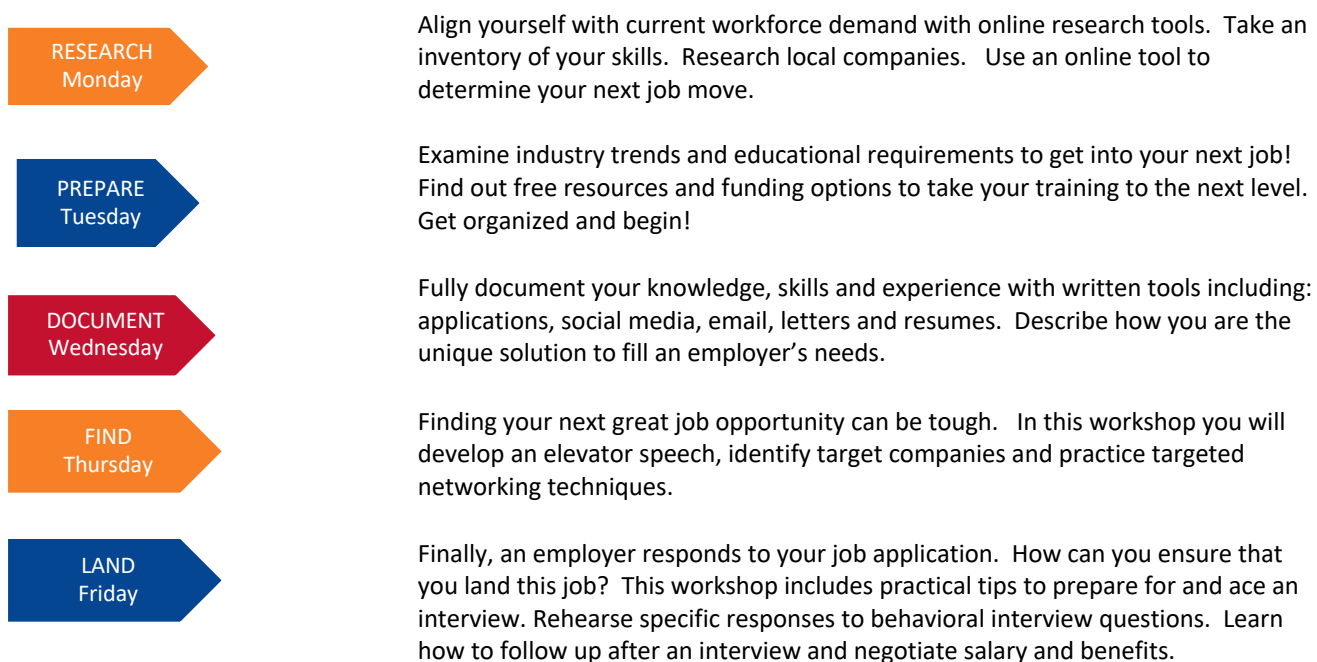 RESEARCH
Monday
Align yourself with current workforce demand with online research tools.  Take an
inventory of your skills.  Research local companies.   Use an online tool to
determine your next job move.
PREPARE
Tuesday
Examine industry trends and educational requirements to get into your next job!
Find out free resources and funding options to take your training to the next level.
Get organized and begin!
DOCUMENT
Wednesday
Fully document your knowledge, skills and experience with written tools including:
applications, social media, email, letters and resumes.  Describe how you are the
unique solution to fill an employer’s needs.
FIND
Thursday
Finding your next great job opportunity can be tough.   In this workshop you will
develop an elevator speech, identify target companies and practice targeted
networking techniques.
LAND
Friday
Finally, an employer responds to your job application.  How can you ensure that
you land this job?  This workshop includes practical tips to prepare for and ace an
interview. Rehearse specific responses to behavioral interview questions.  Learn
how to follow up after an interview and negotiate salary and benefits.